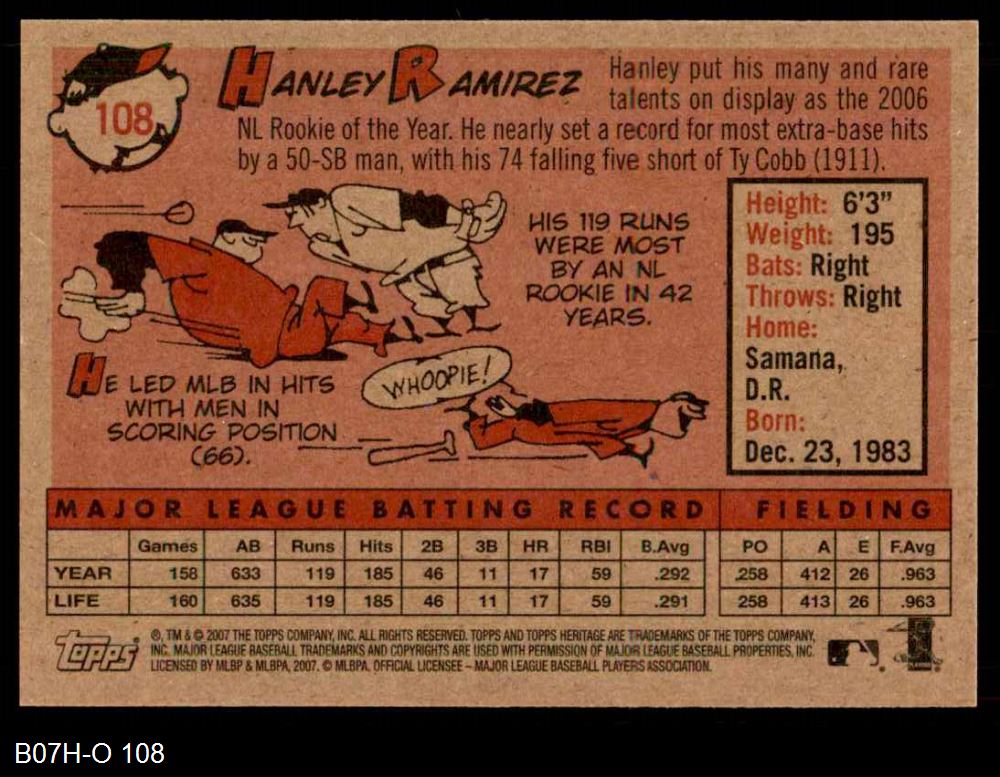 108
HANLEY RAMIREZ
Hanley put his many and rare
talents on display as the 2006
NL Rookie of the Year. He nearly set a record for most extra-base hits
by a 50-SB man, with his 74 falling five short of Ty Cobb (1911).
HIS 119 RUNS
WERE MOST
BY AN NL
ROOKIE IN 42
YEARS.
HE LED MLB IN HITS
WITH MEN IN
SCORING POSITION
(66).
WHOOPIE!
Height: 6'3"
Weight: 195
Bats: Right
Throws: Right
Home:
Samana,
D.R.
Born:
Dec. 23, 1983
MAJOR LEAGUE BATTING RECORD FIELDING
Games AB Runs Hits 2B 3B HR RBI B.Avg PO A E F.Avg
YEAR 158 633 119 185 46 11 17 59 .292 258 412 26 .963
LIFE 160 635 119 185 46 11 17 59 .291 258 413 26 .963
Topps
®, TM & © 2007 THE TOPPS COMPANY, INC. ALL RIGHTS RESERVED. TOPPS AND TOPPS HERITAGE ARE TRADEMARKS OF THE TOPPS COMPANY,
INC. MAJOR LEAGUE BASEBALL TRADEMARKS AND COPYRIGHTS ARE USED WITH PERMISSION OF MAJOR LEAGUE BASEBALL PROPERTIES, INC.
LICENSED BY MLBP & MLBPA, 2007. © MLBPA. OFFICIAL LICENSEE – MAJOR LEAGUE BASEBALL PLAYERS ASSOCIATION.
B07H-O 108